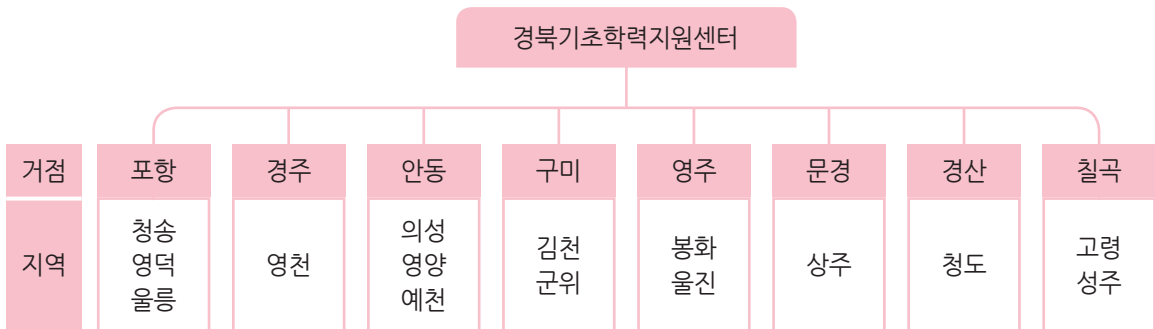 경북기초학력지원센터
거점
포항
경주
안동
구미
영주
문경
경산
칠곡
지역
청송
영덕
울릉
영천
의성
영양
예천
김천
군위
봉화
울진
상주
청도
고령
성주